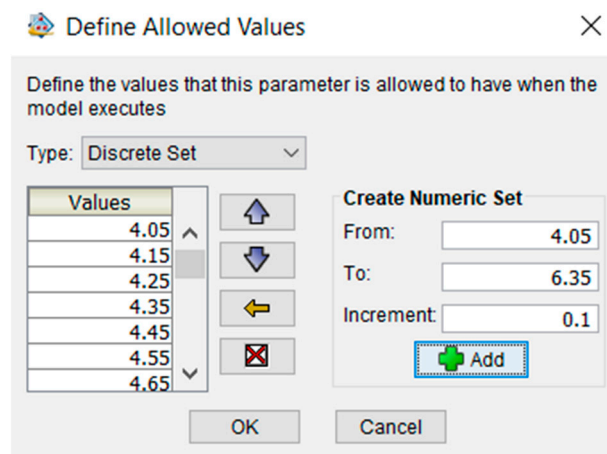 Define Allowed Values
Define the values that this parameter is allowed to have when the
model executes
Type: Discrete Set
Values
4.05
4.15
4.25
4.35
4.45
4.55
4.65
Create Numeric Set
From: 4.05
To: 6.35
Increment: 0.1
Add
OK Cancel